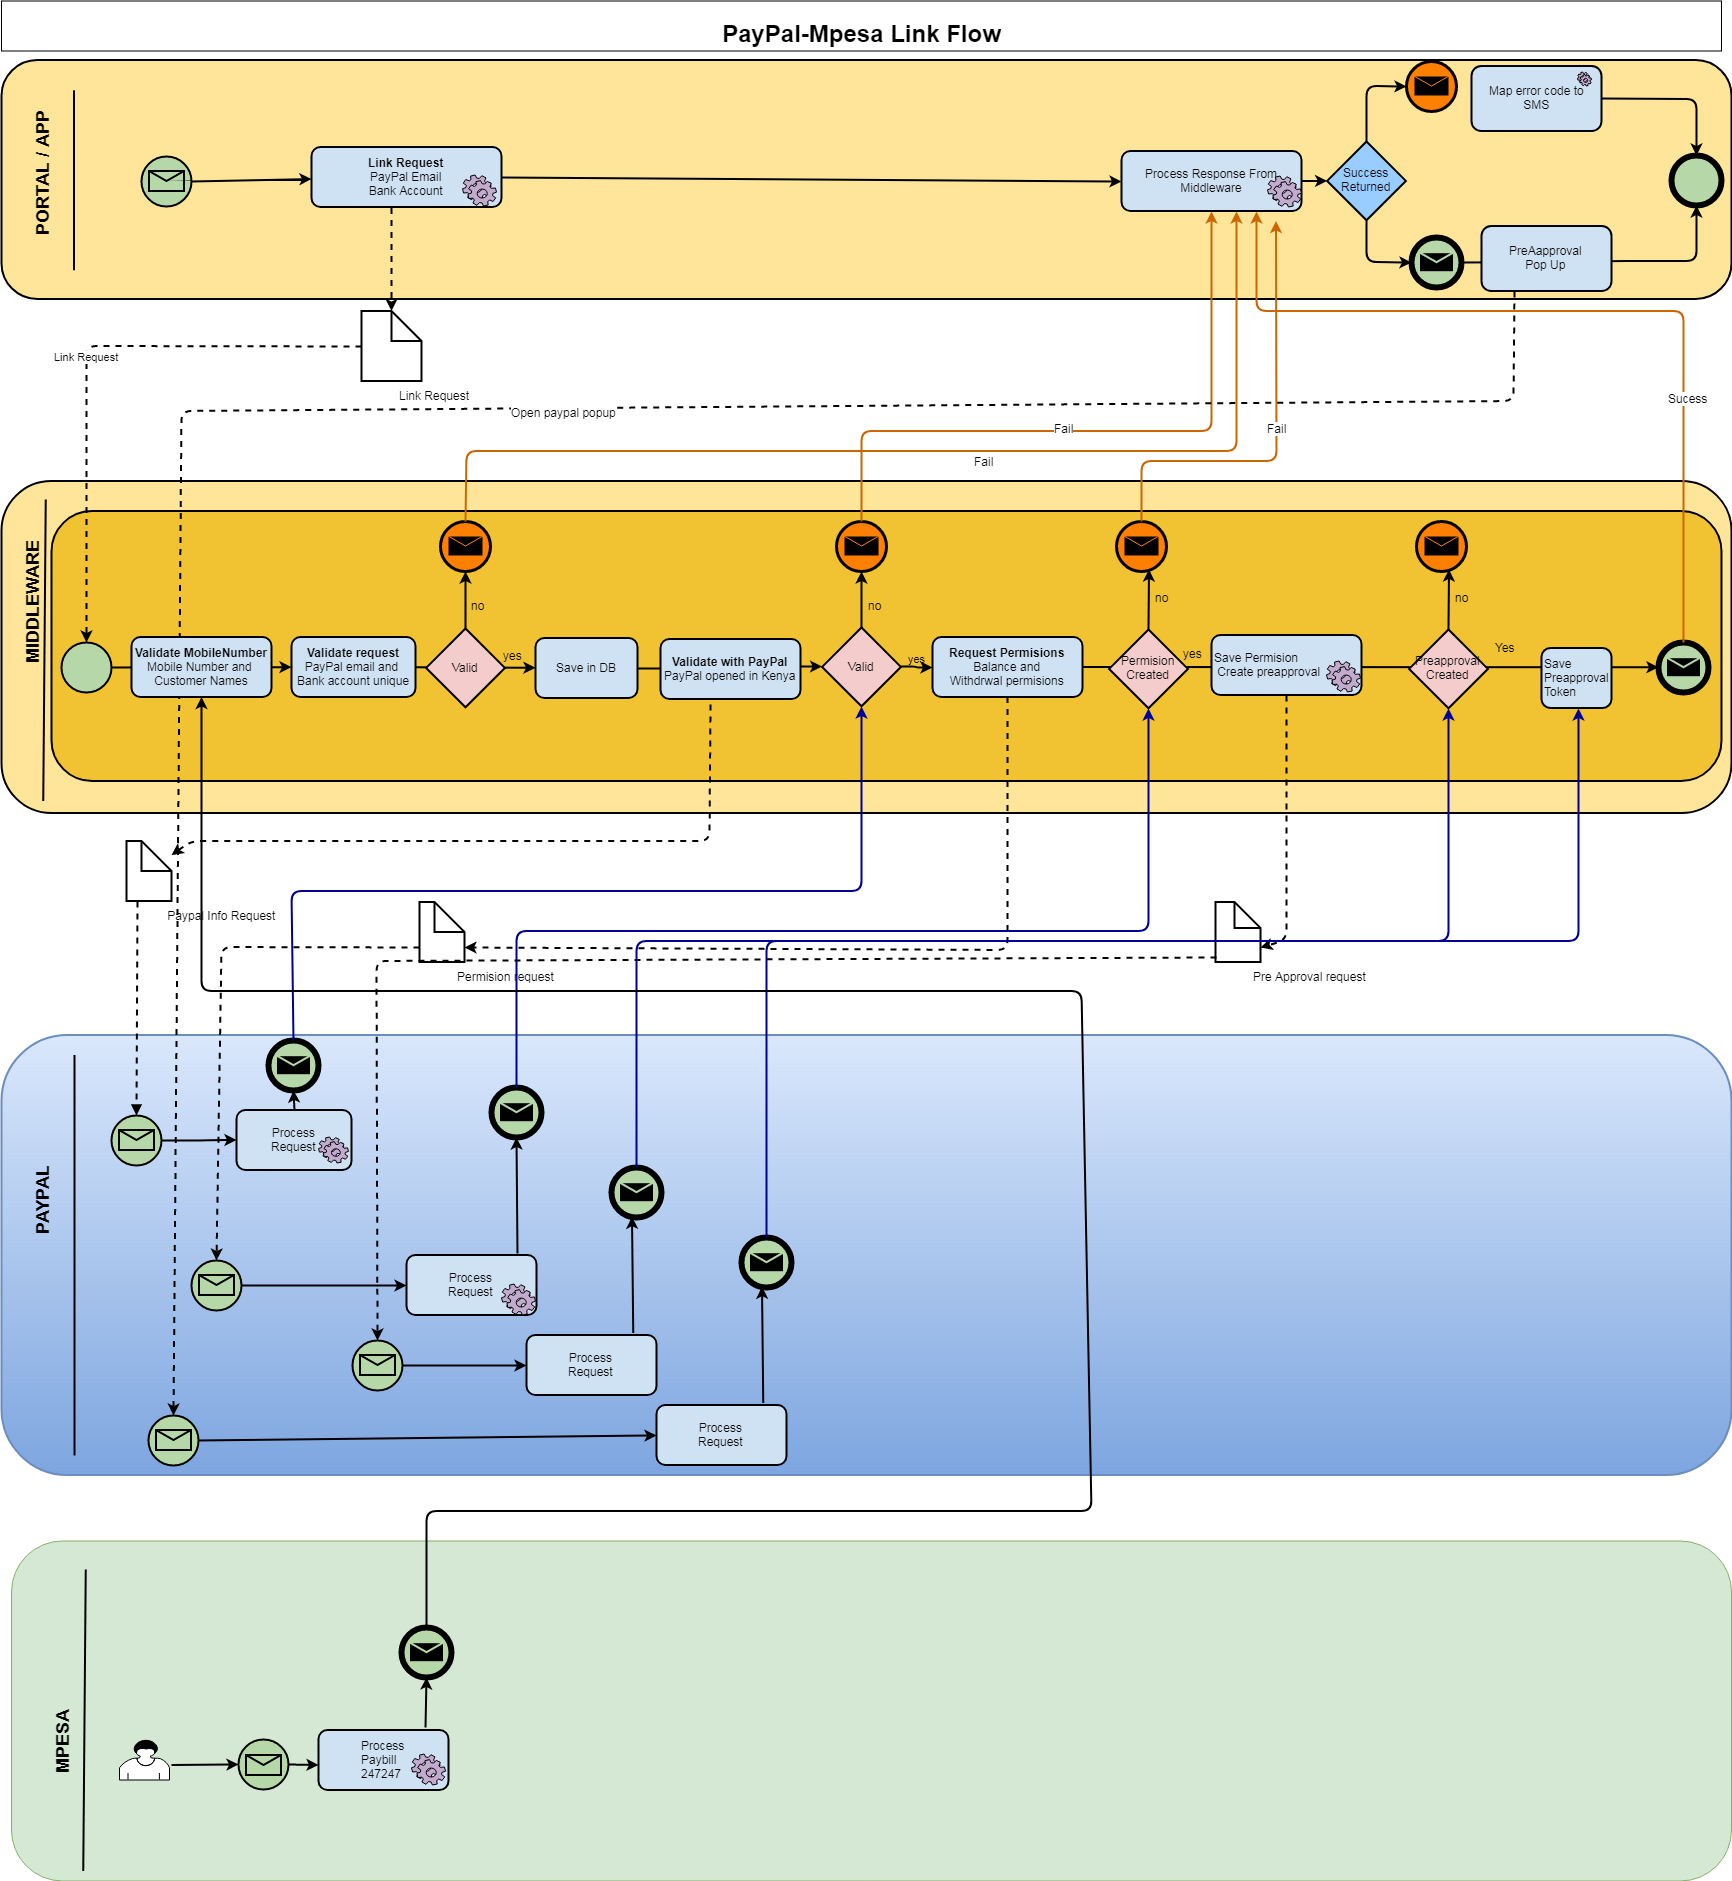 PayPal-Mpesa Link Flow
PORTAL / APP
Link Request
PayPal Email
Bank Account
Process Response From
Middleware
Success
Returned
Map error code to
SMS
PreAapproval
Pop Up
Link Request
Link Request
Open paypal popup
Fail
Fail
Fail
Sucess
MIDDLEWARE
Validate MobileNumber
Mobile Number and
Customer Names
Validate request
PayPal email and
Bank account unique
Valid
no
yes
Save in DB
Validate with PayPal
PayPal opened in Kenya
Valid
no
yes
Request Permisions
Balance and
Withdrwal permisions
Permision
Created
no
yes
Save Permision
Create preapproval
Preapproval
Created
no
Yes
Save
Preapproval
Token
Paypal Info Request
Permision request
Pre Approval request
PAYPAL
Process
Request
Process
Request
Process
Request
Process
Request
MPESA
Process
Paybill
247247